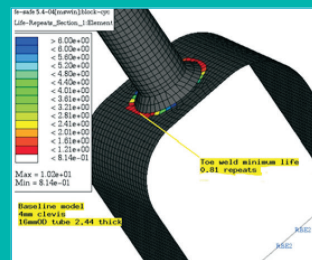 fe-safe 5.4-04[mswin]:block-cyc
Life-Repeats_Section_1:Element
> 6.00e+00
< 6.00e+00
< 5.60e+00
< 5.20e+00
< 4.80e+00
< 4.40e+00
< 4.01e+00
< 3.61e+00
< 3.21e+00
< 2.81e+00
< 2.41e+00
< 2.01e+00
< 1.61e+00
< 1.21e+00
< 8.14e-01
Max = 1.02e+01
Min = 8.14e-01
Toe weld minimum life
0.81 repeats
Baseline model
4mm clevis
16mmOD tube 2.44 thick
RBE2
RBE2